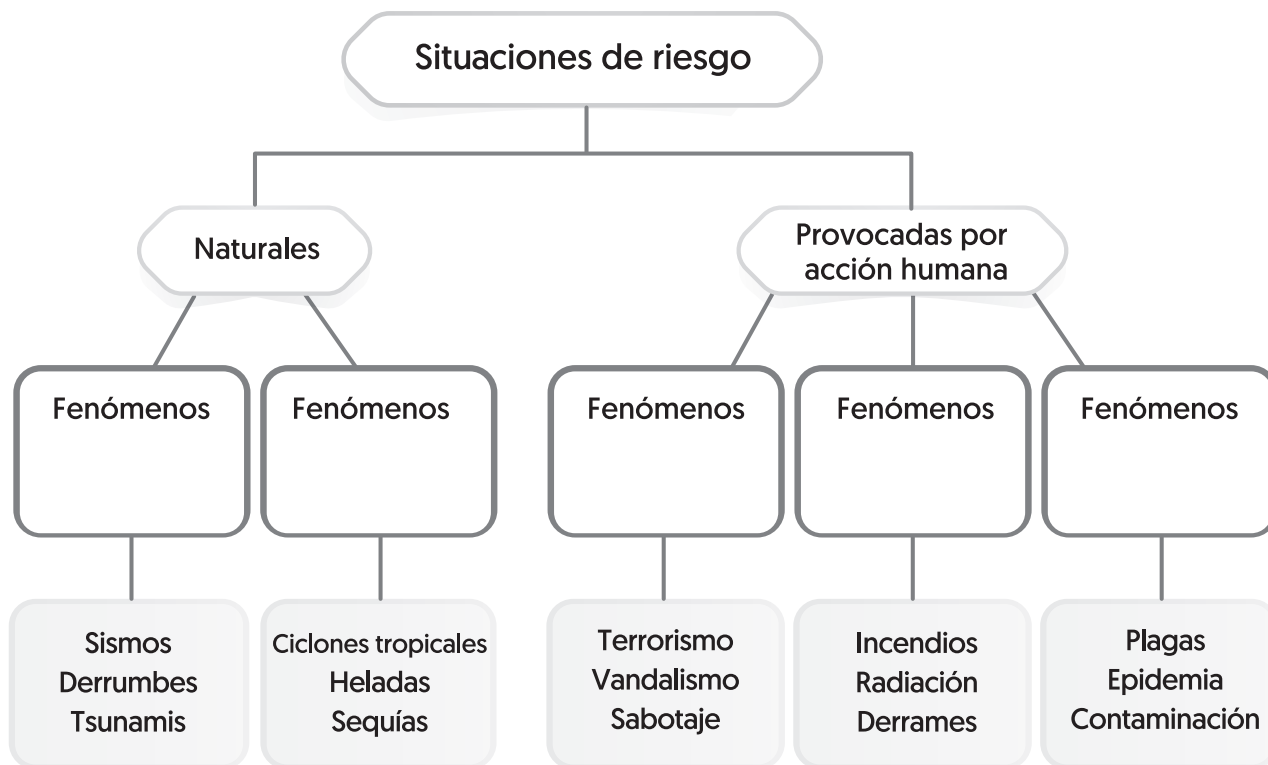 Situaciones de riesgo
Naturales
Provocadas por
acción humana
Fenómenos
Fenómenos
Fenómenos
Fenómenos
Fenómenos
Sismos
Derrumbes
Tsunamis
Ciclones tropicales
Heladas
Sequías
Terrorismo
Vandalismo
Sabotaje
Incendios
Radiación
Derrames
Plagas
Epidemia
Contaminación